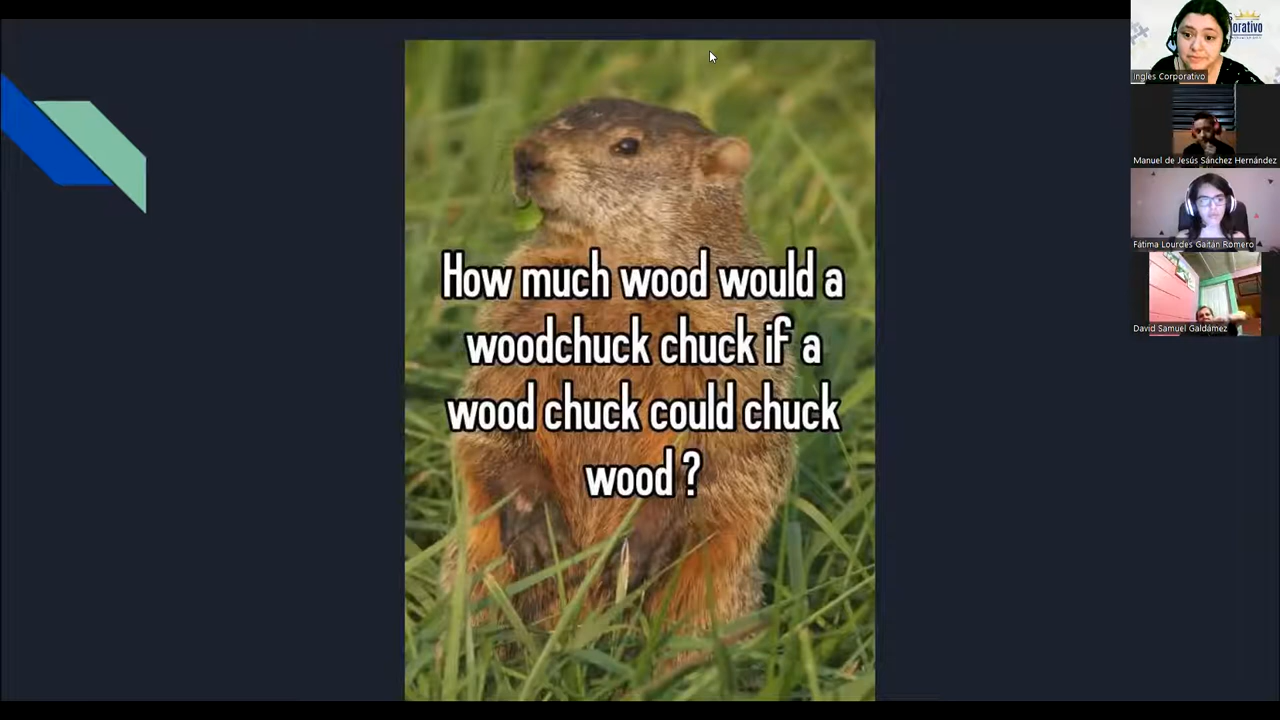 How much wood would a
woodchuck chuck if a
wood chuck could chuck
wood ?
orativo
Ingles Corporativo
Manuel de Jesús Sánchez Hernández
Fátima Lourdes Gaitán Romero
David Samuel Galdámez